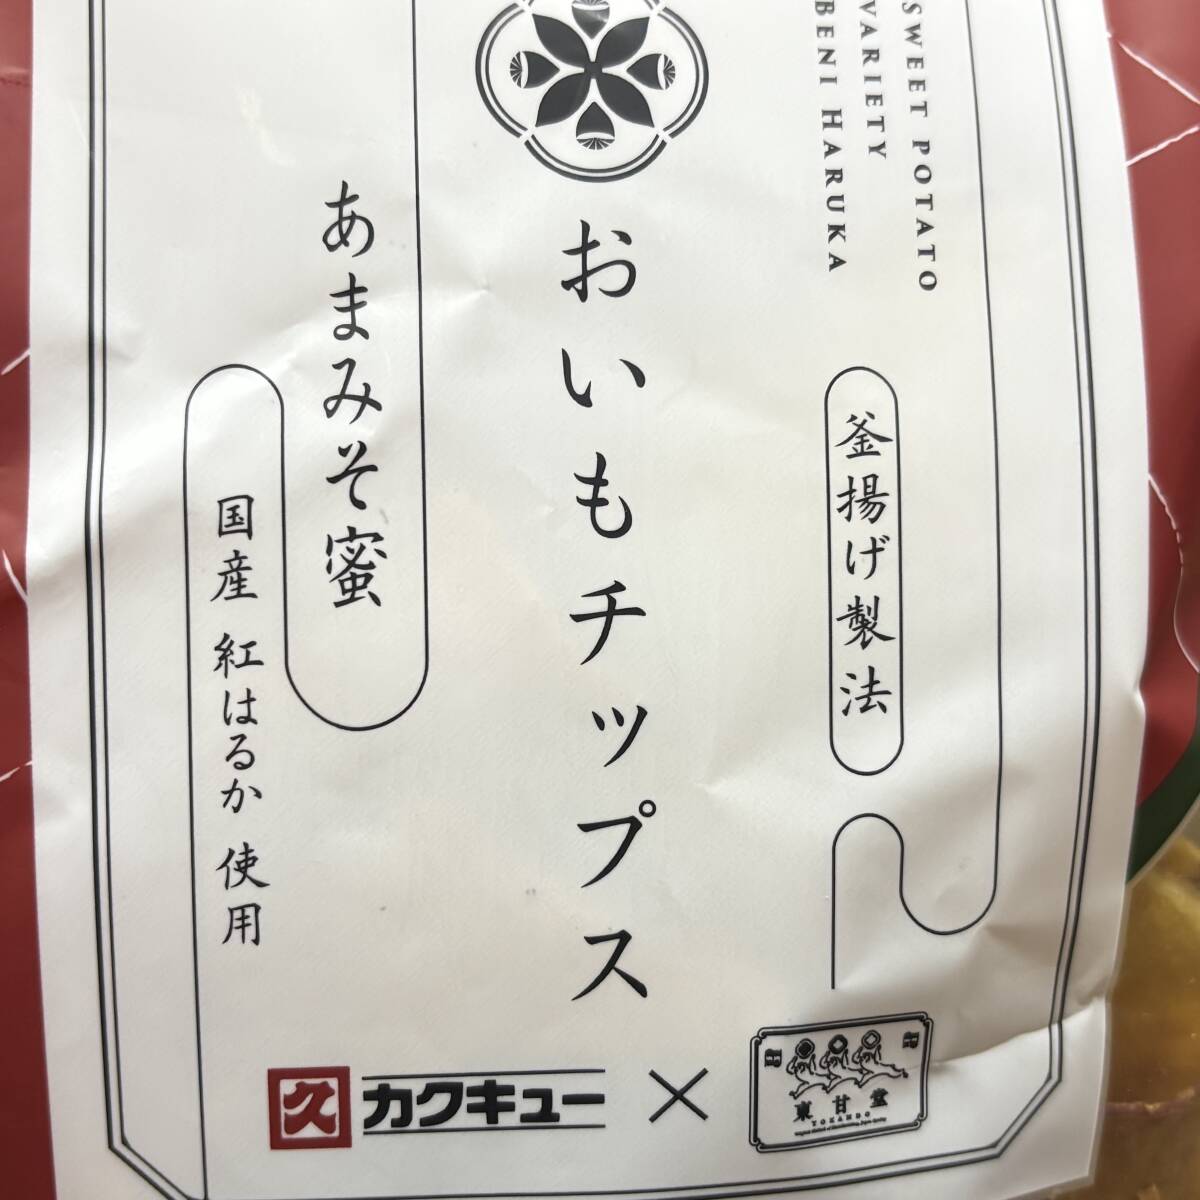 SWEET POTATO
VARIETY
BENI HARUKA
釜揚げ製法
おいもチップス
あまみそ蜜
国産 紅はるか 使用
久 カクキュー × 東甘堂
TOKANDO